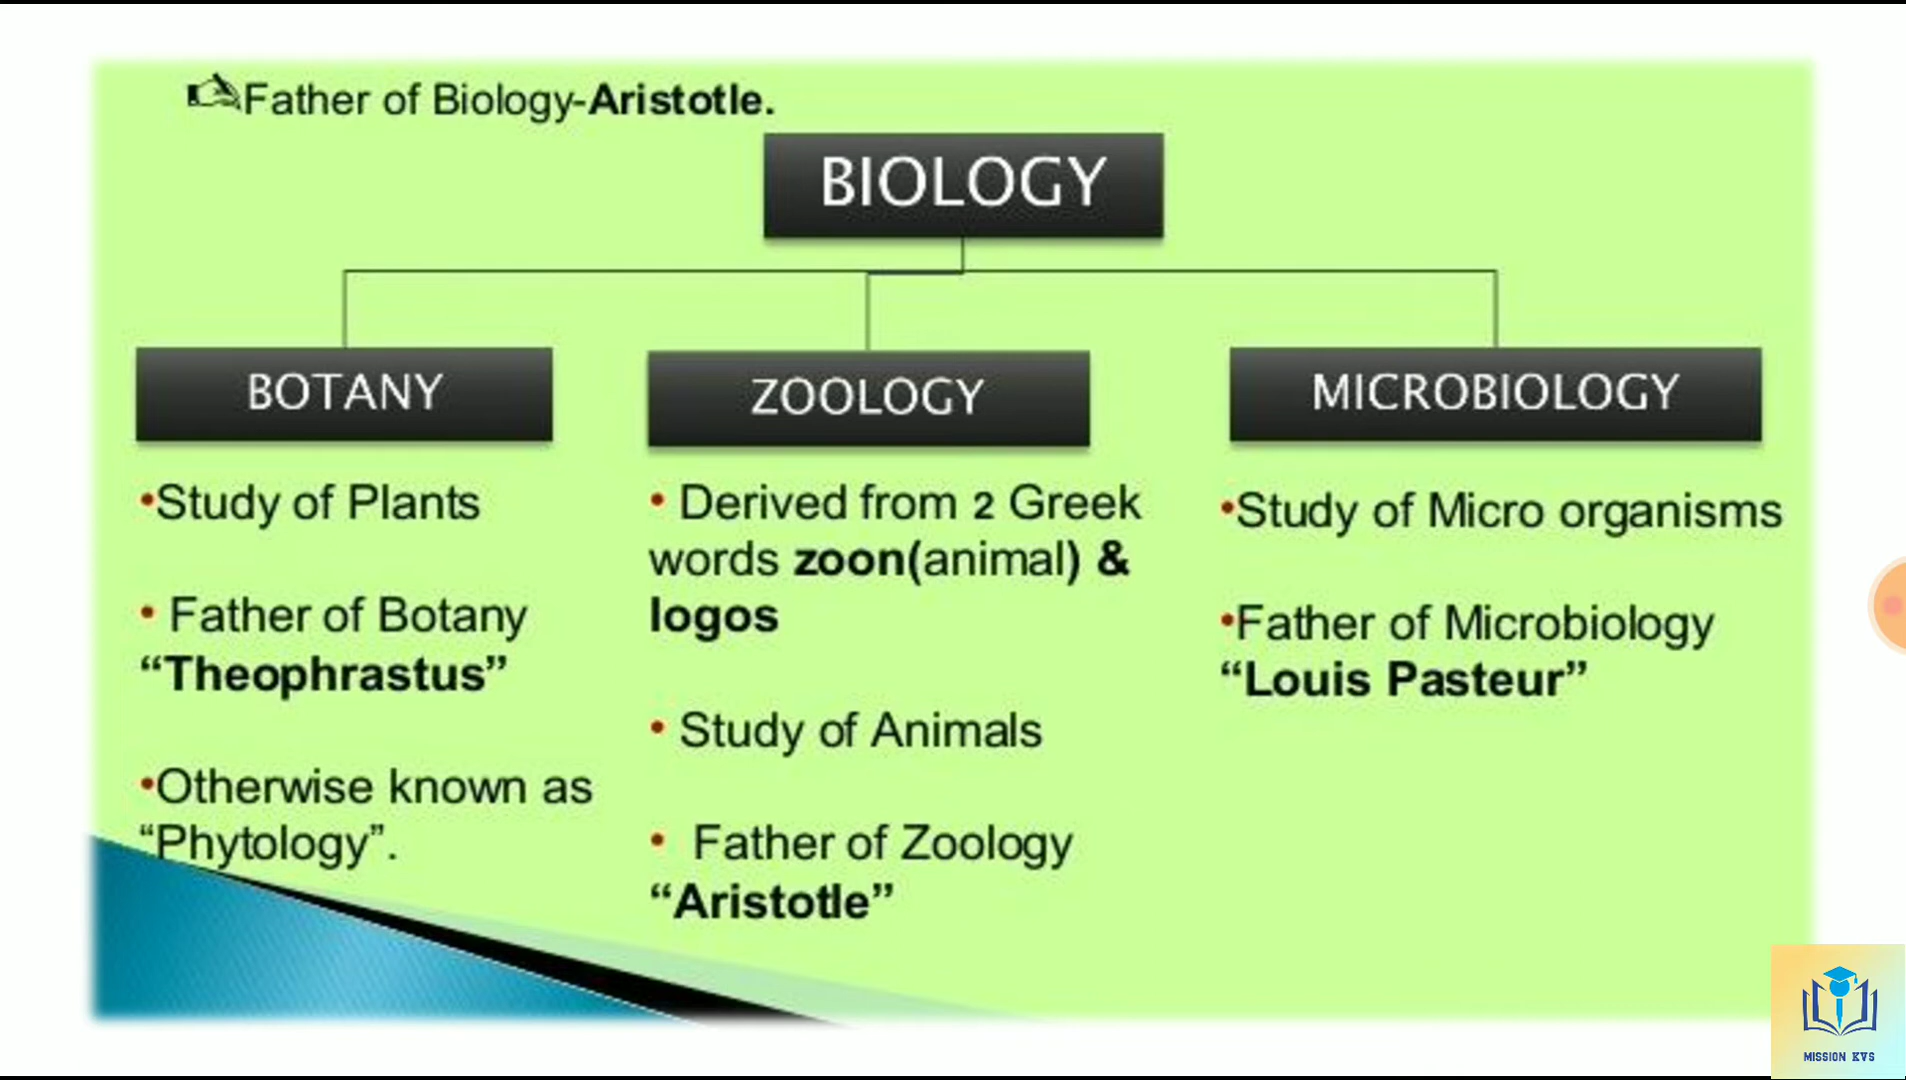 Father of Biology-Aristotle.
BIOLOGY
BOTANY
•Study of Plants
• Father of Botany
“Theophrastus”
•Otherwise known as
“Phytology”.
ZOOLOGY
• Derived from 2 Greek
words zoon(animal) &
logos
• Study of Animals
• Father of Zoology
“Aristotle”
MICROBIOLOGY
•Study of Micro organisms
•Father of Microbiology
“Louis Pasteur”
MISSION KVS